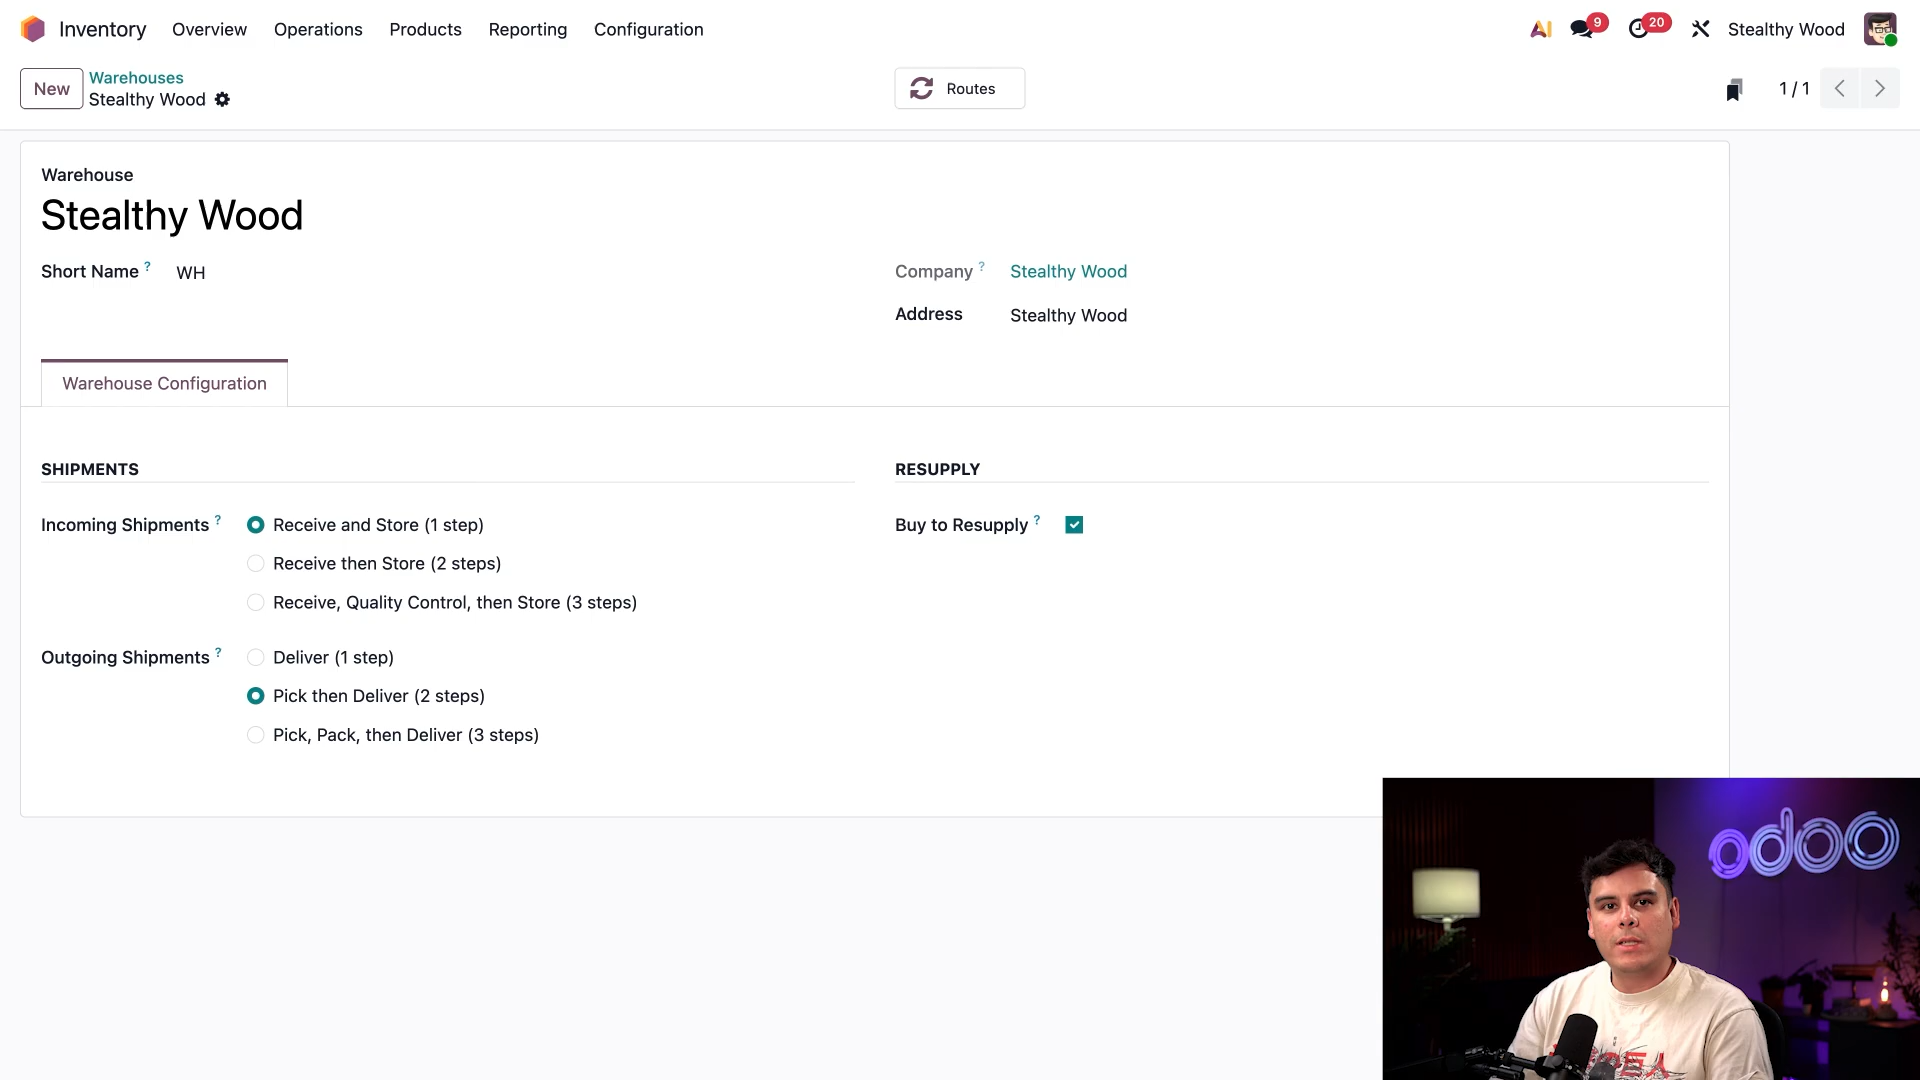 Inventory Overview Operations Products Reporting Configuration
AI 9 20 Stealthy Wood
New
Warehouses
Stealthy Wood
Routes
1 / 1
Warehouse
Stealthy Wood
Short Name ? WH
Company ? Stealthy Wood
Address Stealthy Wood
Warehouse Configuration
SHIPMENTS
Incoming Shipments ? Receive and Store (1 step)
Receive then Store (2 steps)
Receive, Quality Control, then Store (3 steps)
Outgoing Shipments ? Deliver (1 step)
Pick then Deliver (2 steps)
Pick, Pack, then Deliver (3 steps)
RESUPPLY
Buy to Resupply ?
odoo